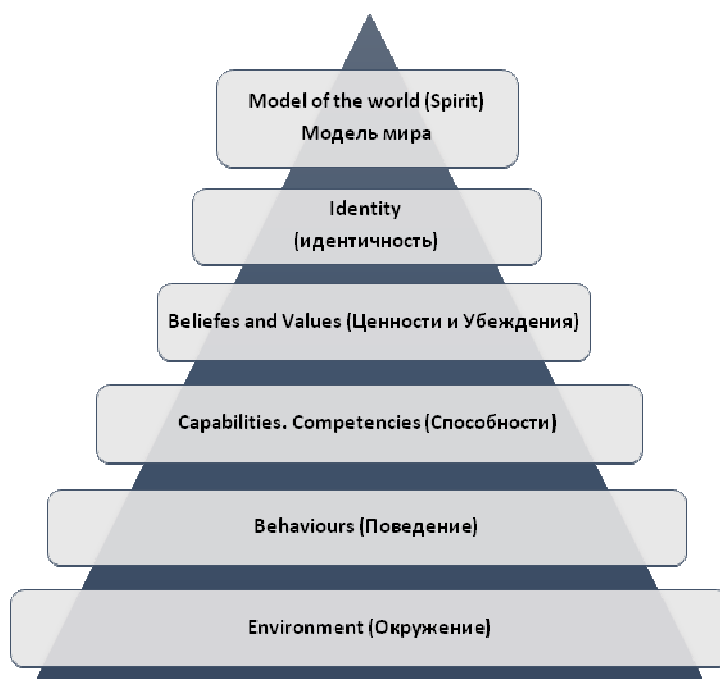 Model of the world (Spirit)
Модель мира
Identity
(идентичность)
Beliefes and Values (Ценности и Убеждения)
Capabilities. Competencies (Способности)
Behaviours (Поведение)
Environment (Окружение)